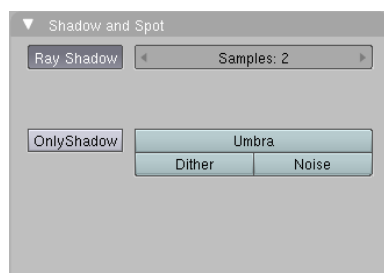 Shadow and Spot
Ray Shadow Samples: 2
OnlyShadow Umbra
Dither Noise